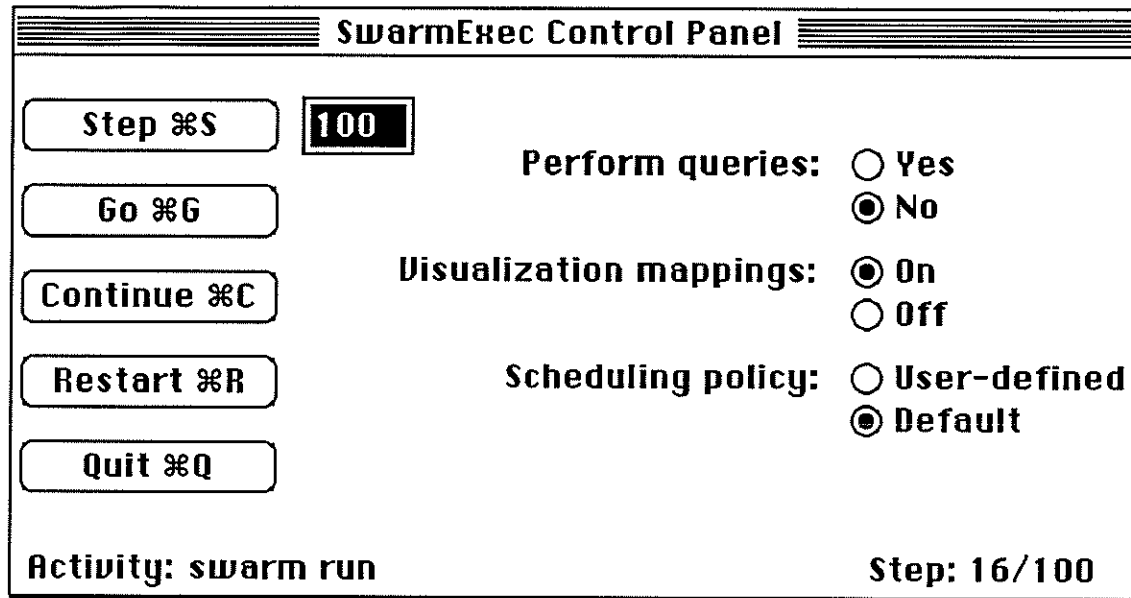 SwarmExec Control Panel
Step ⌘S
100
Perform queries: Yes
No
Go ⌘G
Visualization mappings: On
Off
Continue ⌘C
Restart ⌘R
Scheduling policy: User-defined
Default
Quit ⌘Q
Activity: swarm run
Step: 16/100